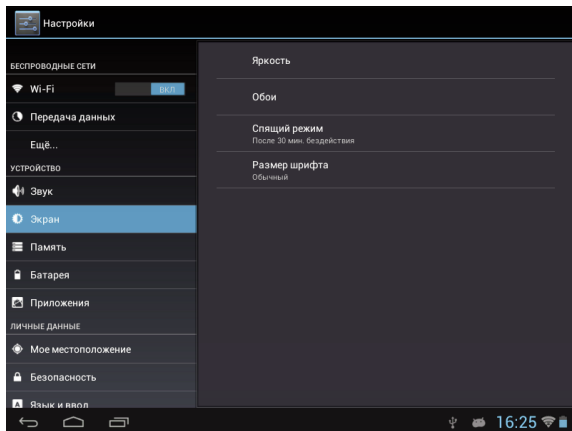 Настройки
БЕСПРОВОДНЫЕ СЕТИ
Wi-Fi
ВКЛ
Передача данных
Ещё...
УСТРОЙСТВО
Звук
Экран
Память
Батарея
Приложения
ЛИЧНЫЕ ДАННЫЕ
Мое местоположение
Безопасность
Язык и ввод
Яркость
Обои
Спящий режим
После 30 мин. бездействия
Размер шрифта
Обычный
16:25